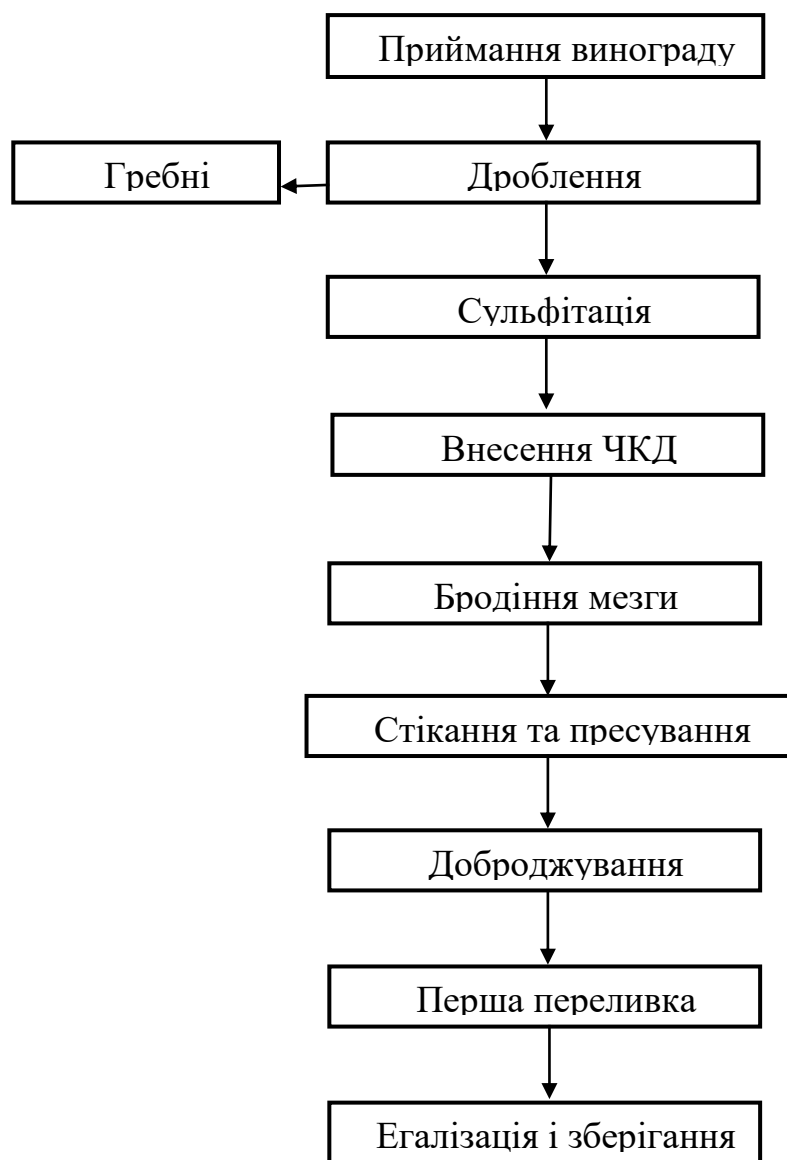 Приймання винограду
Гребні
Дроблення
Сульфітація
Внесення ЧКД
Бродіння мезги
Стікання та пресування
Доброджування
Перша переливка
Егалізація і зберігання